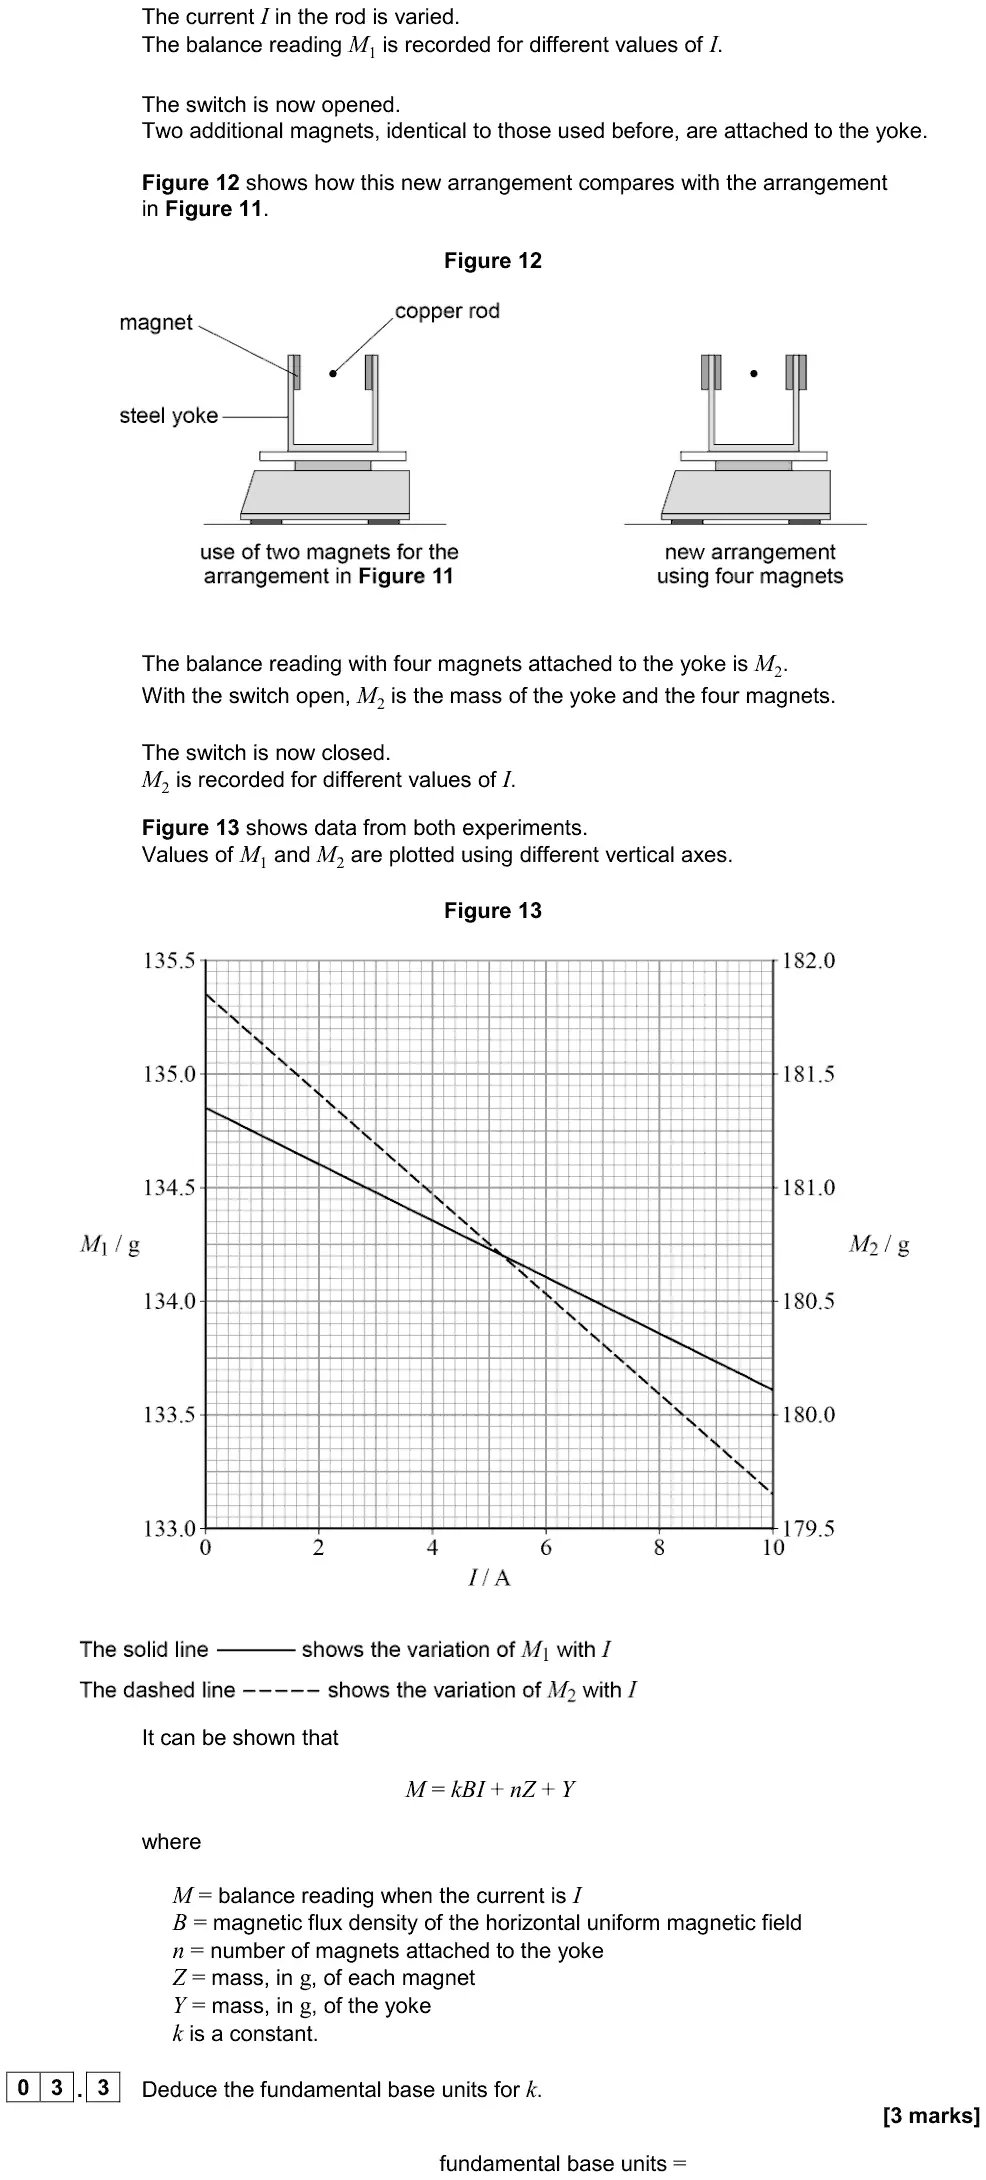 The current I in the rod is varied.
The balance reading M₁ is recorded for different values of I.
The switch is now opened.
Two additional magnets, identical to those used before, are attached to the yoke.
Figure 12 shows how this new arrangement compares with the arrangement
in Figure 11.
Figure 12
magnet
copper rod
steel yoke
use of two magnets for the
arrangement in Figure 11
new arrangement
using four magnets
The balance reading with four magnets attached to the yoke is M₂.
With the switch open, M₂ is the mass of the yoke and the four magnets.
The switch is now closed.
M₂ is recorded for different values of I.
Figure 13 shows data from both experiments.
Values of M₁ and M₂ are plotted using different vertical axes.
Figure 13
135.5 182.0
135.0 181.5
134.5 181.0
M₁ / g M₂ / g
134.0 180.5
133.5 180.0
133.0 179.5
0 2 4 6 8 10
I / A
The solid line shows the variation of M₁ with I
The dashed line shows the variation of M₂ with I
It can be shown that
M = kBI + nZ + Y
where
M = balance reading when the current is I
B = magnetic flux density of the horizontal uniform magnetic field
n = number of magnets attached to the yoke
Z = mass, in g, of each magnet
Y = mass, in g, of the yoke
k is a constant.
0 3 . 3 Deduce the fundamental base units for k.
[3 marks]
fundamental base units =